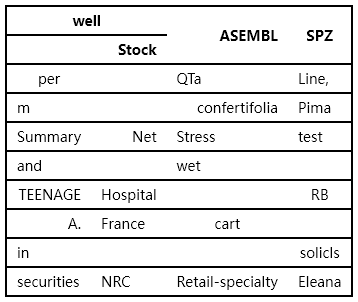 well
Stock ASEMBL SPZ
per QTa Line,
m confertifolia Pima
Summary Net Stress test
and wet
TEENAGE Hospital RB
A. France cart
in solicls
securities NRC Retail-specialty Eleana